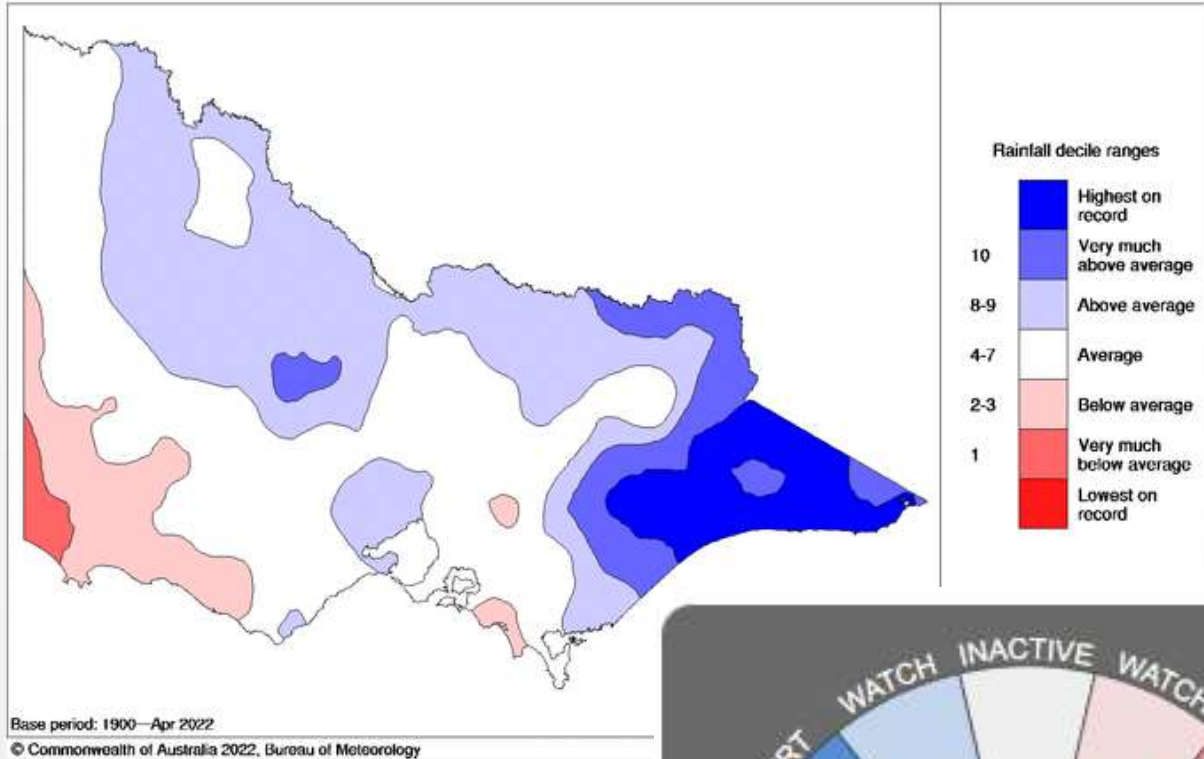 Rainfall decile ranges
Highest on
record
10
Very much
above average
8-9
Above average
4-7
Average
2-3
Below average
1
Very much
below average
Lowest on
record
Base period: 1900—Apr 2022
© Commonwealth of Australia 2022, Bureau of Meteorology
WATCH
INACTIVE
WATCH